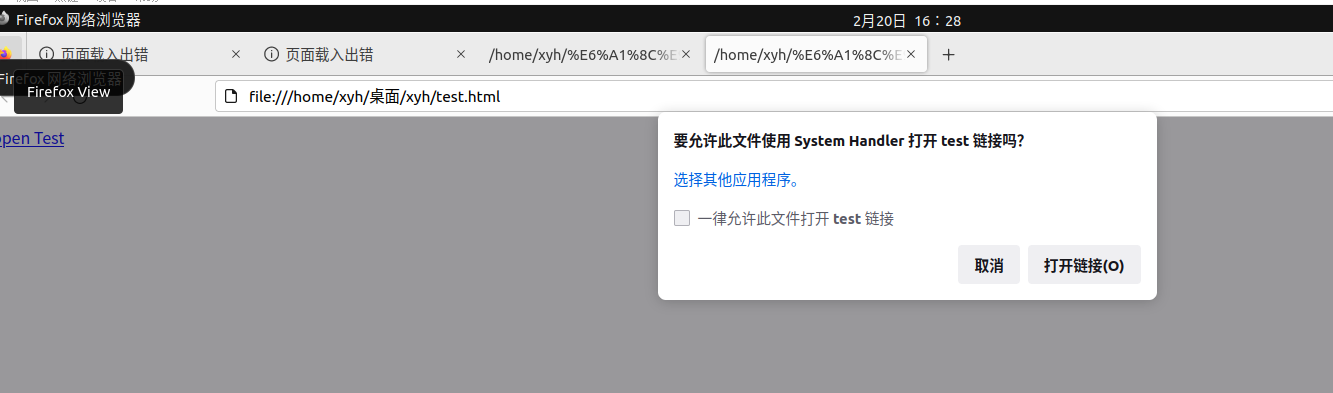 Firefox 网络浏览器
2月20日 16：28
页面载入出错
页面载入出错
/home/xyh/%E6%A1%8C%E
/home/xyh/%E6%A1%8C%E
Firefox 网络浏览器
Firefox View
file:///home/xyh/桌面/xyh/test.html
open Test
要允许此文件使用 System Handler 打开 test 链接吗？
选择其他应用程序。
一律允许此文件打开 test 链接
取消
打开链接(O)